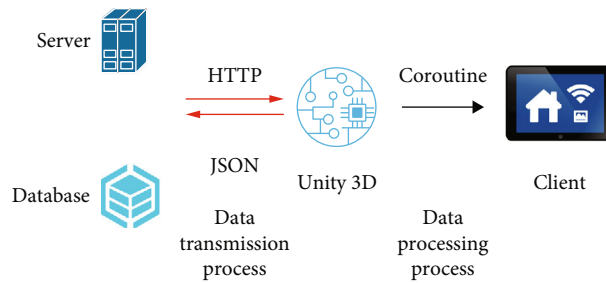 Server
HTTP
Coroutine
JSON
Unity 3D
Client
Database
Data
transmission
process
Data
processing
process